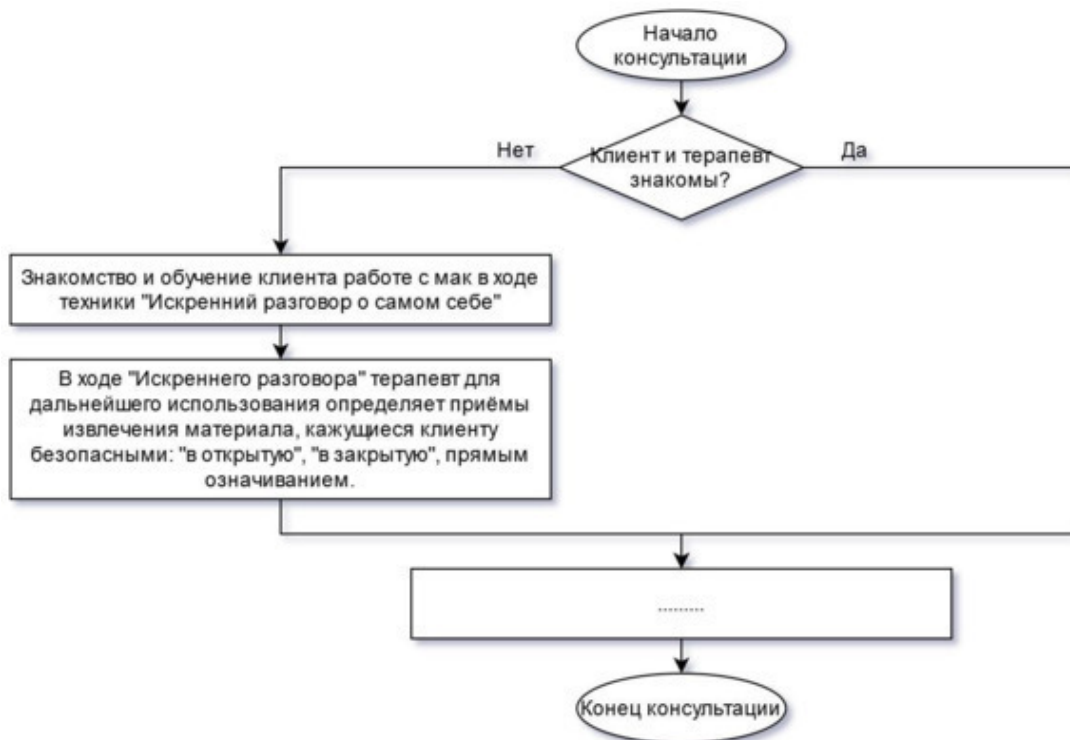 Начало
консультации
Нет
Клиент и терапевт
знакомы?
Да
Знакомство и обучение клиента работе с мак в ходе
техники "Искренний разговор о самом себе"
В ходе "Искреннего разговора" терапевт для
дальнейшего использования определяет приёмы
извлечения материала, кажущиеся клиенту
безопасными: "в открытую", "в закрытую", прямым
означиванием.
.........
Конец консультации